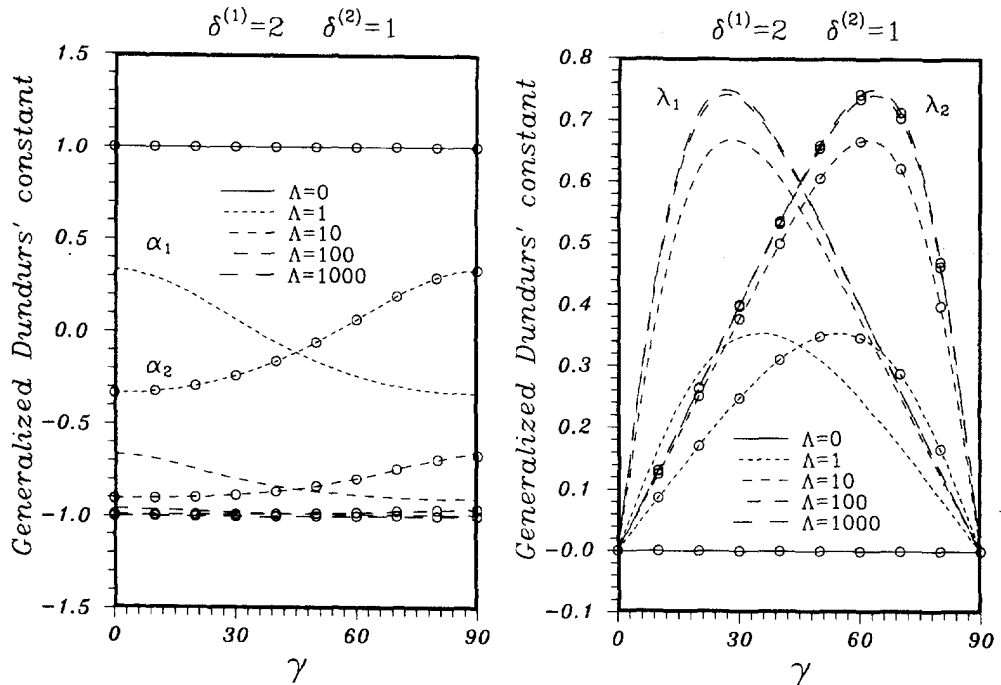 δ(1)=2 δ(2)=1
Generalized Dundurs' constant
1.5
1.0
0.5
0.0
-0.5
-1.0
-1.5
α1
α2
Λ=0
Λ=1
Λ=10
Λ=100
Λ=1000
0
30
60
90
γ
δ(1)=2 δ(2)=1
Generalized Dundurs' constant
0.8
0.7
0.6
0.5
0.4
0.3
0.2
0.1
-0.0
-0.1
λ1
λ2
Λ=0
Λ=1
Λ=10
Λ=100
Λ=1000
0
30
60
90
γ